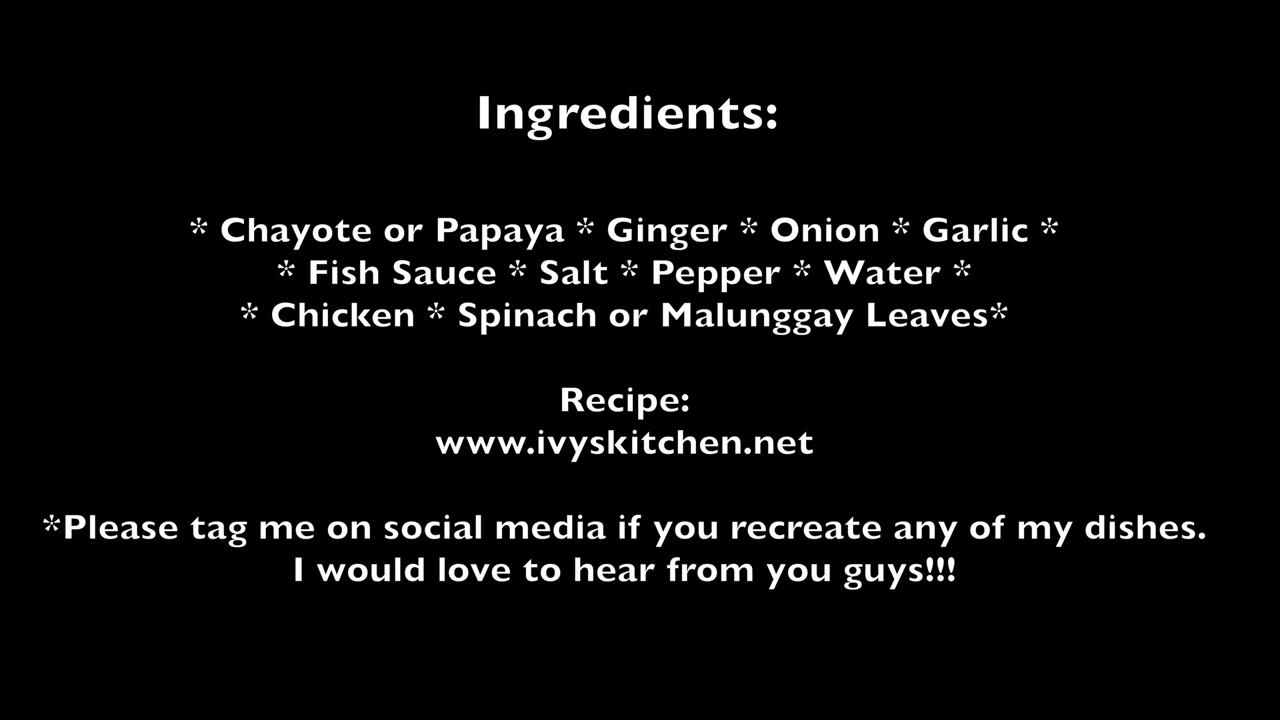 Ingredients:
* Chayote or Papaya * Ginger * Onion * Garlic *
* Fish Sauce * Salt * Pepper * Water *
* Chicken * Spinach or Malunggay Leaves*
Recipe:
www.ivyskitchen.net
*Please tag me on social media if you recreate any of my dishes.
I would love to hear from you guys!!!